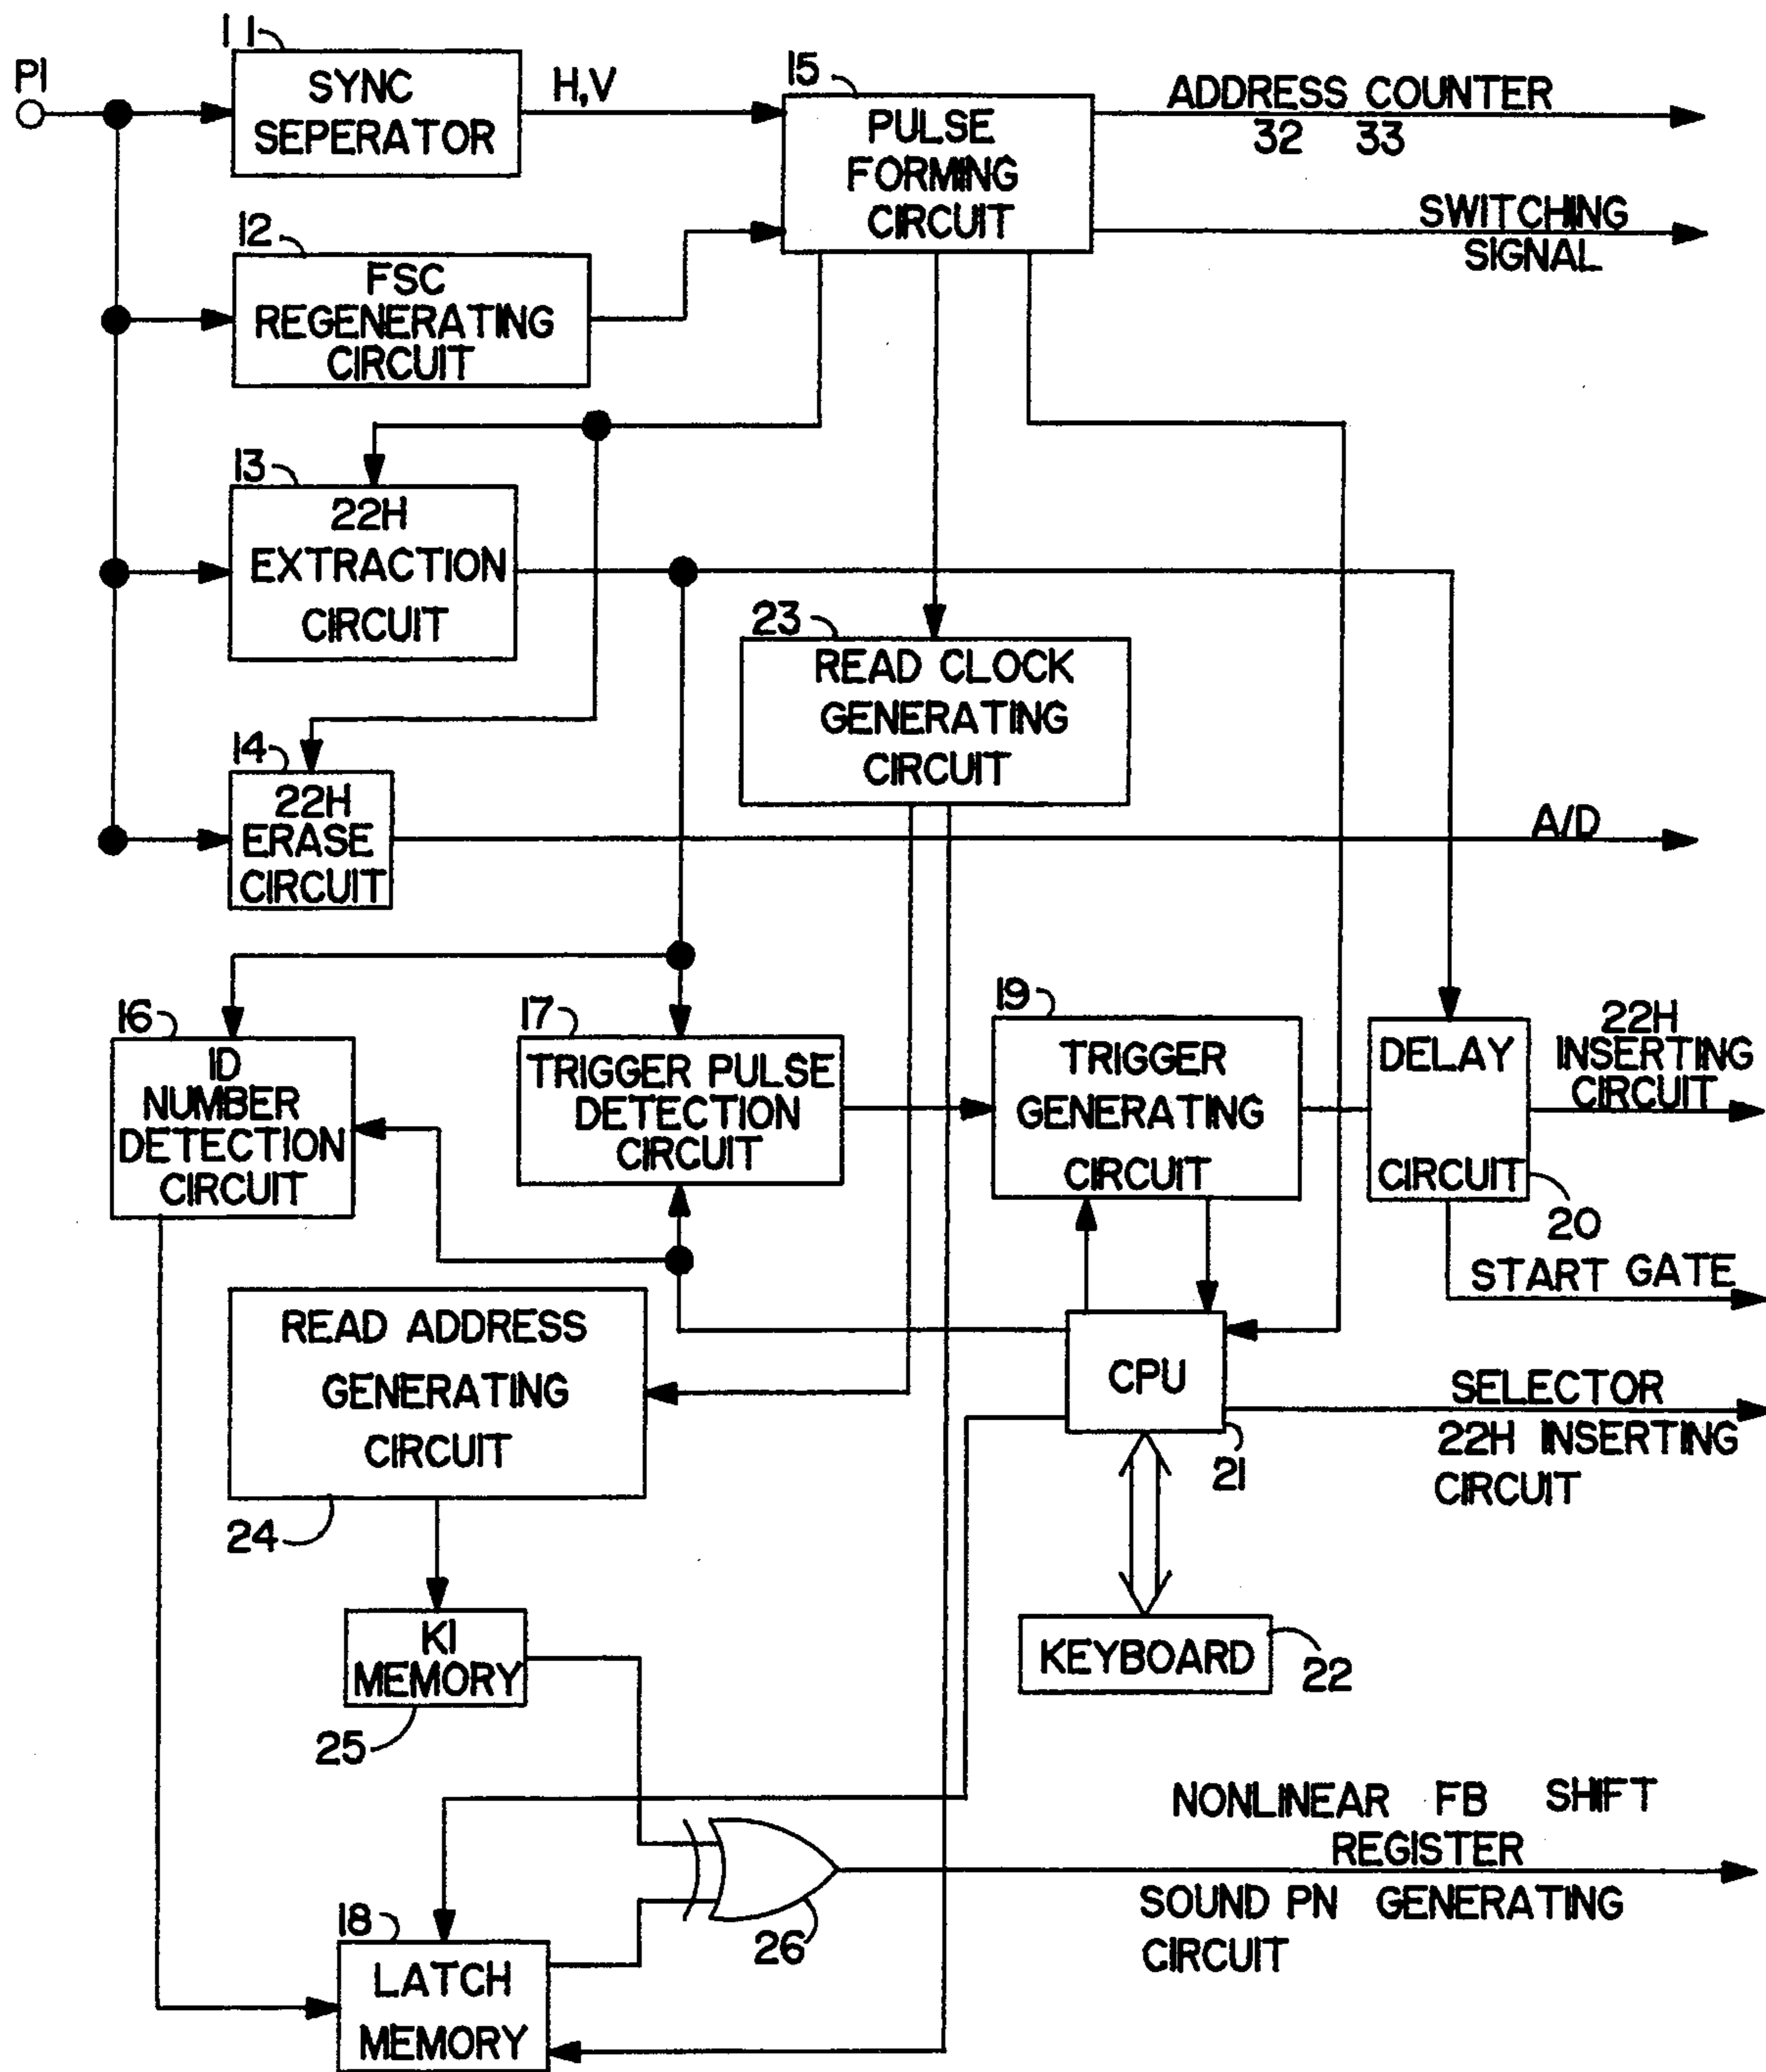 11
P1
SYNC
SEPERATOR
H,V
15
PULSE
FORMING
CIRCUIT
ADDRESS COUNTER
32 33
SWITCHING
SIGNAL
12
FSC
REGENERATING
CIRCUIT
13
22H
EXTRACTION
CIRCUIT
23
READ CLOCK
GENERATING
CIRCUIT
14
22H
ERASE
CIRCUIT
A/D
16
ID
NUMBER
DETECTION
CIRCUIT
17
TRIGGER PULSE
DETECTION
CIRCUIT
19
TRIGGER
GENERATING
CIRCUIT
DELAY
CIRCUIT
20
22H
INSERTING
CIRCUIT
START GATE
READ ADDRESS
GENERATING
CIRCUIT
24
CPU
21
SELECTOR
22H INSERTING
CIRCUIT
KI
MEMORY
25
KEYBOARD
22
NONLINEAR FB SHIFT
REGISTER
SOUND PN GENERATING
CIRCUIT
26
18
LATCH
MEMORY